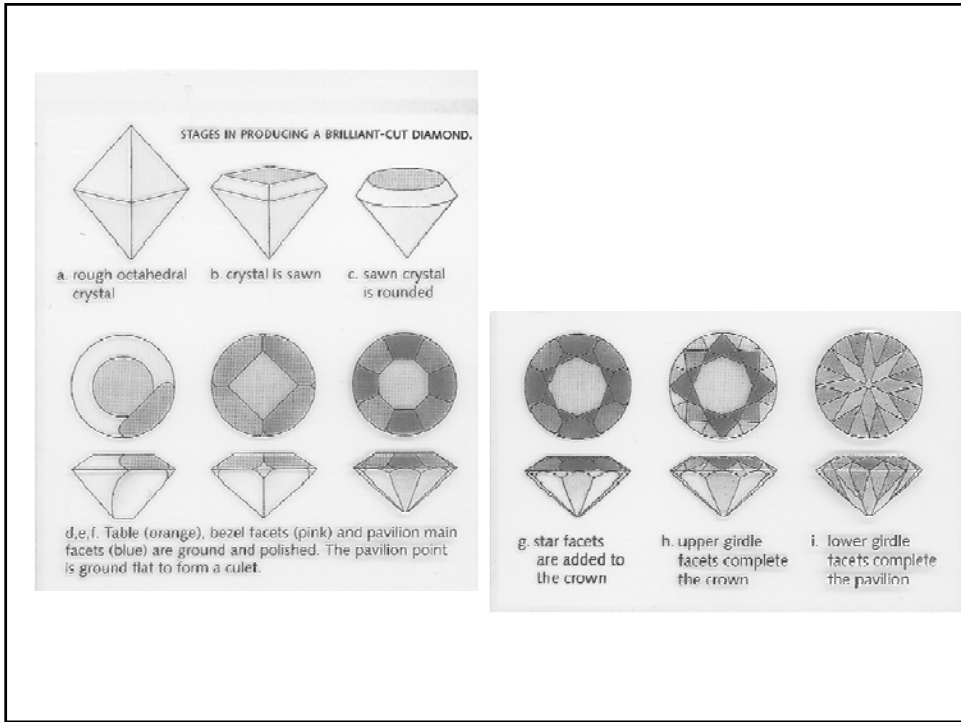 STAGES IN PRODUCING A BRILLIANT-CUT DIAMOND.
a. rough octahedral
crystal
b. crystal is sawn
c. sawn crystal
is rounded
d,e,f. Table (orange), bezel facets (pink) and pavilion main
facets (blue) are ground and polished. The pavilion point
is ground flat to form a culet.
g. star facets
are added to
the crown
h. upper girdle
facets complete
the crown
i. lower girdle
facets complete
the pavilion